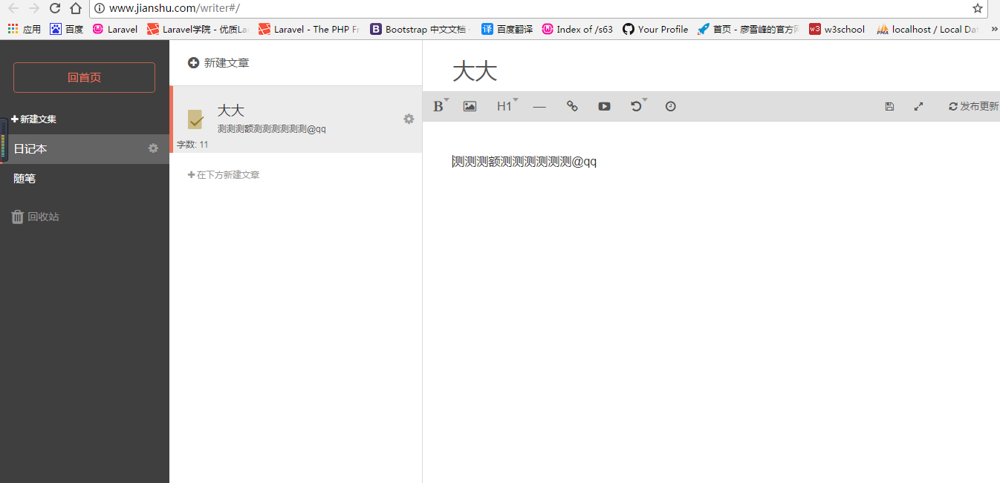 www.jianshu.com/writer#/
应用 百度 Laravel Laravel学院 - 优质La Laravel - The PHP Fr Bootstrap 中文文档 百度翻译 Index of /s63 Your Profile 首页 - 廖雪峰的官方网 w3school localhost / Local Dat »
回首页
新建文集
日记本
随笔
回收站
新建文章
大大
测测测额测测测测测测@qq
字数: 11
在下方新建文章
大大
B H1 发布更新
测测测额测测测测测测@qq